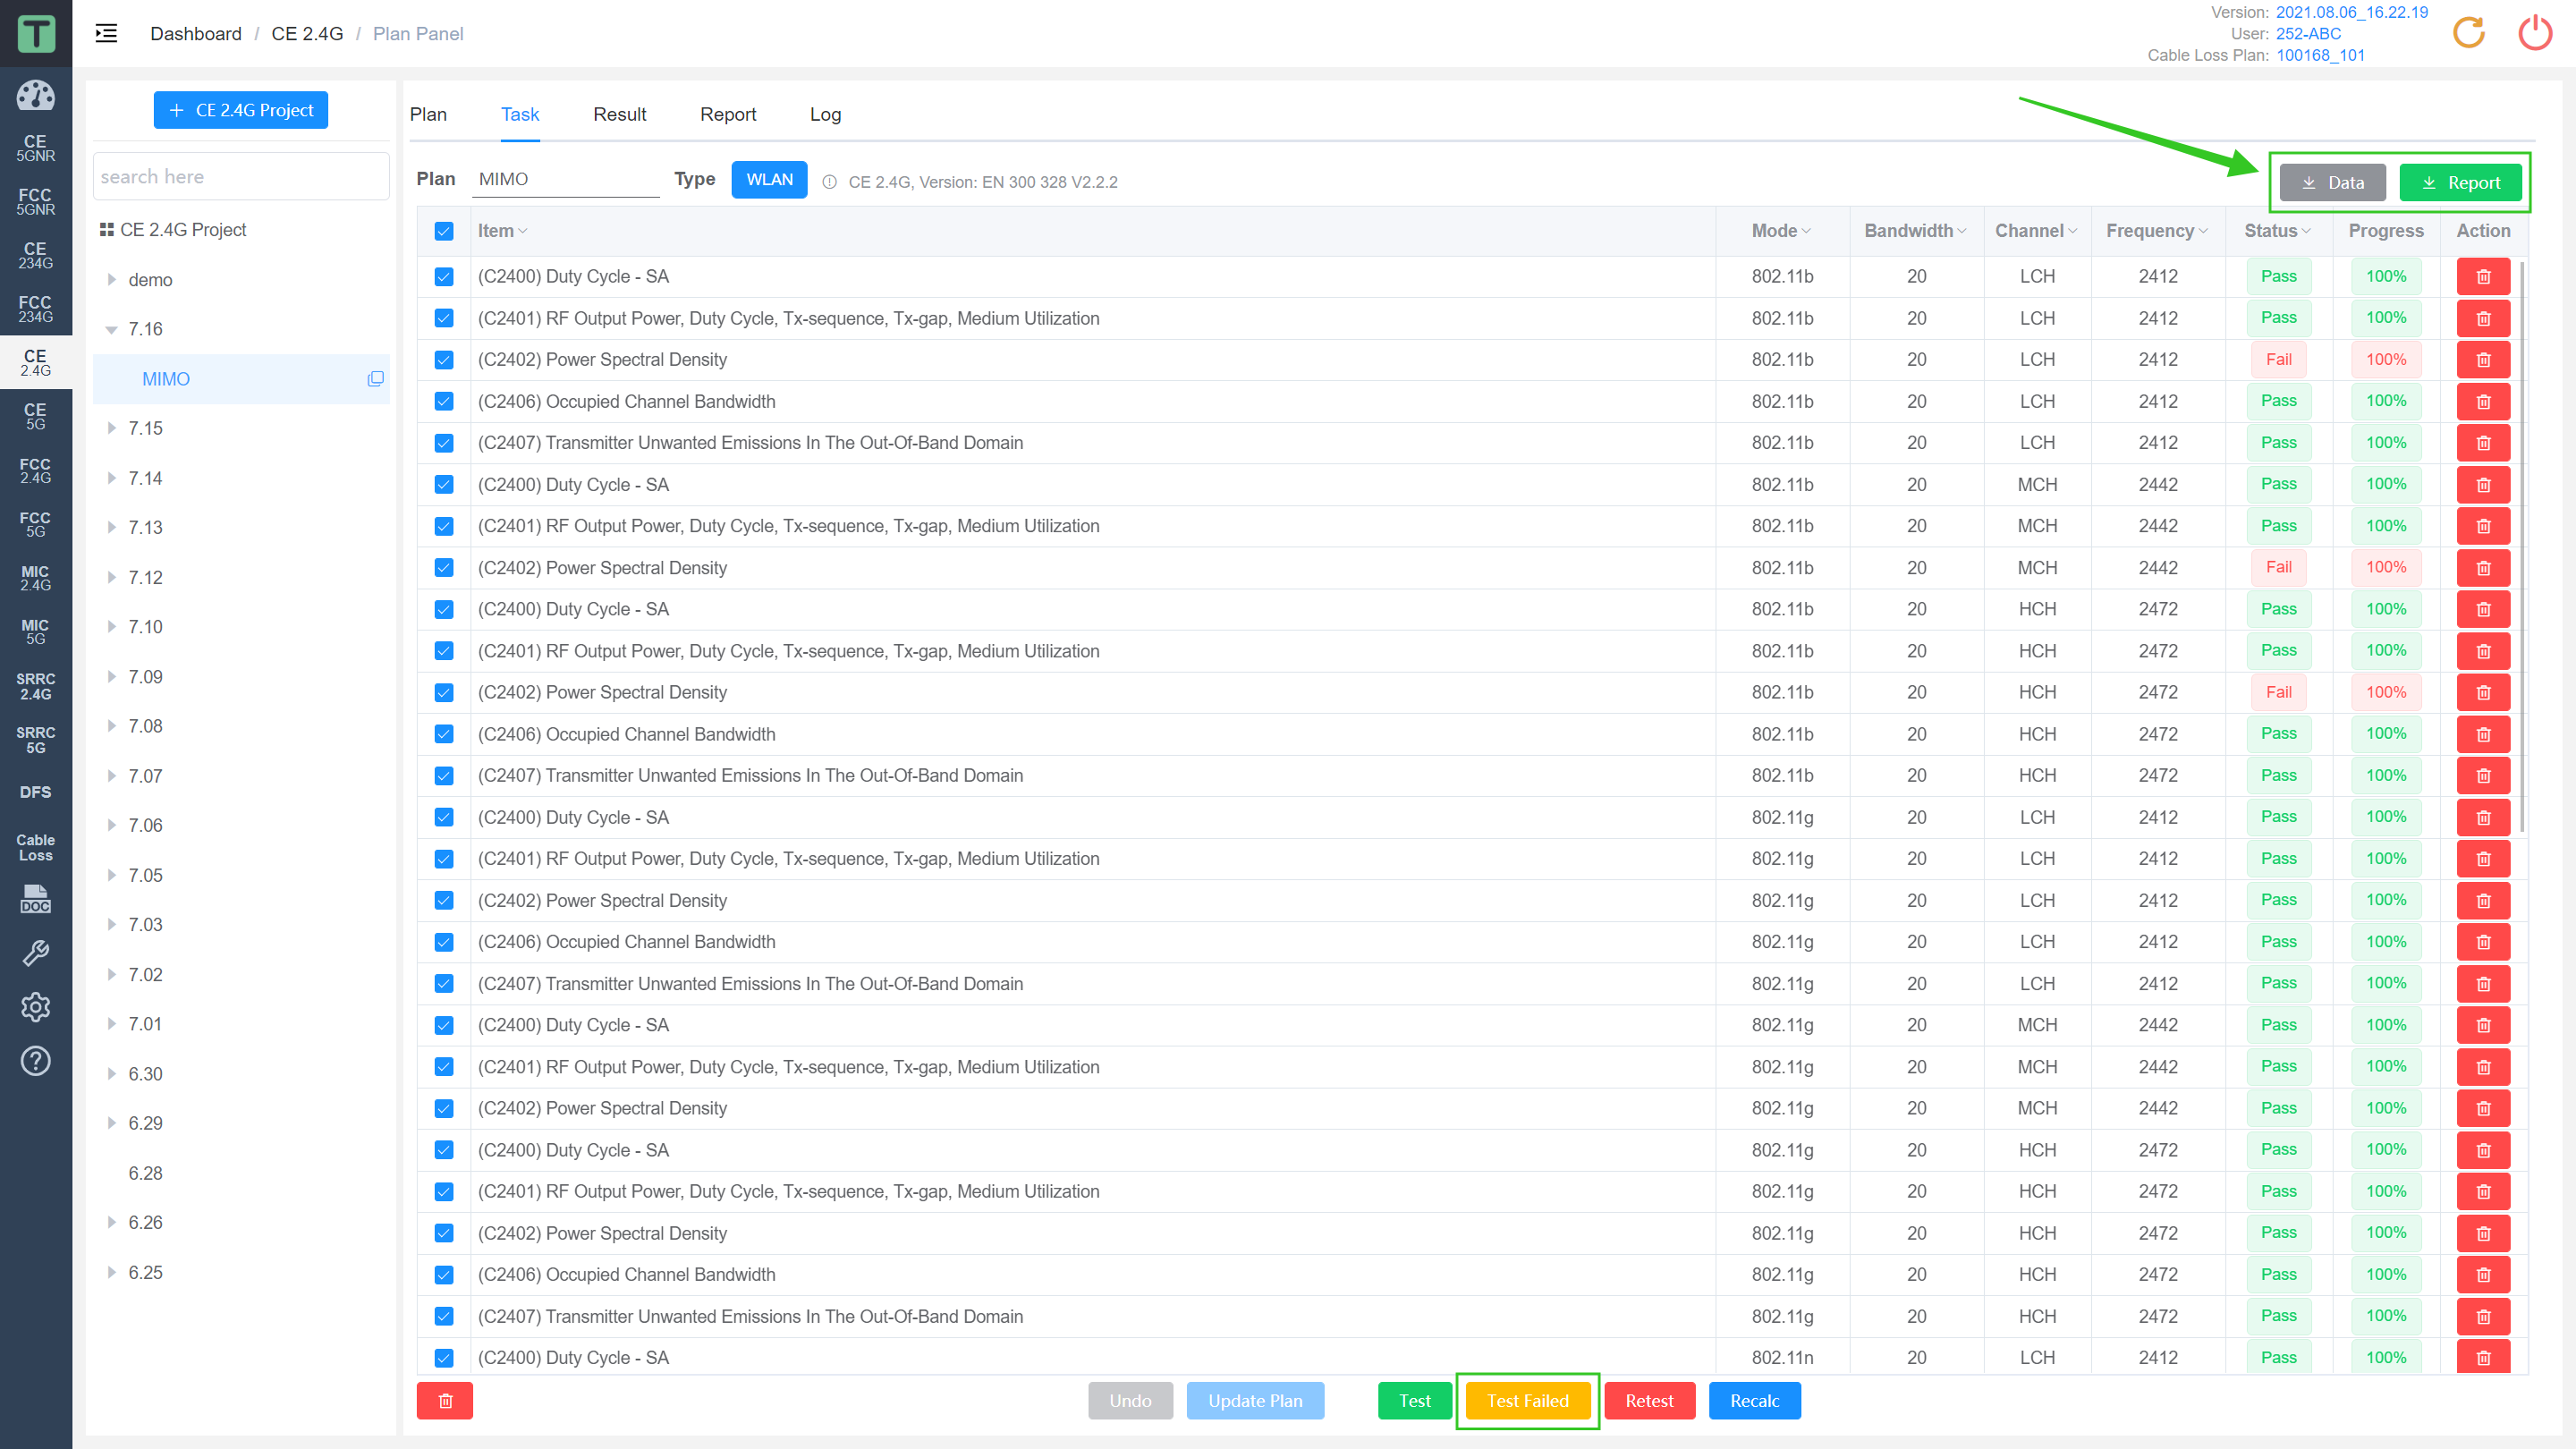 T
Dashboard / CE 2.4G / Plan Panel
Version: 2021.08.06_16.22.19
User: 252-ABC
Cable Loss Plan: 100168_101
CE 5GNR
FCC 5GNR
CE 234G
FCC 234G
CE 2.4G
CE 5G
FCC 2.4G
FCC 5G
MIC 2.4G
MIC 5G
SRRC 2.4G
SRRC 5G
DFS
Cable Loss
DOC
+ CE 2.4G Project
search here
CE 2.4G Project
demo
7.16
MIMO
7.15
7.14
7.13
7.12
7.10
7.09
7.08
7.07
7.06
7.05
7.03
7.02
7.01
6.30
6.29
6.28
6.26
6.25
Plan Task Result Report Log
Plan MIMO Type WLAN CE 2.4G, Version: EN 300 328 V2.2.2 Data Report
Item Mode Bandwidth Channel Frequency Status Progress Action
(C2400) Duty Cycle - SA 802.11b 20 LCH 2412 Pass 100%
(C2401) RF Output Power, Duty Cycle, Tx-sequence, Tx-gap, Medium Utilization 802.11b 20 LCH 2412 Pass 100%
(C2402) Power Spectral Density 802.11b 20 LCH 2412 Fail 100%
(C2406) Occupied Channel Bandwidth 802.11b 20 LCH 2412 Pass 100%
(C2407) Transmitter Unwanted Emissions In The Out-Of-Band Domain 802.11b 20 LCH 2412 Pass 100%
(C2400) Duty Cycle - SA 802.11b 20 MCH 2442 Pass 100%
(C2401) RF Output Power, Duty Cycle, Tx-sequence, Tx-gap, Medium Utilization 802.11b 20 MCH 2442 Pass 100%
(C2402) Power Spectral Density 802.11b 20 MCH 2442 Fail 100%
(C2400) Duty Cycle - SA 802.11b 20 HCH 2472 Pass 100%
(C2401) RF Output Power, Duty Cycle, Tx-sequence, Tx-gap, Medium Utilization 802.11b 20 HCH 2472 Pass 100%
(C2402) Power Spectral Density 802.11b 20 HCH 2472 Fail 100%
(C2406) Occupied Channel Bandwidth 802.11b 20 HCH 2472 Pass 100%
(C2407) Transmitter Unwanted Emissions In The Out-Of-Band Domain 802.11b 20 HCH 2472 Pass 100%
(C2400) Duty Cycle - SA 802.11g 20 LCH 2412 Pass 100%
(C2401) RF Output Power, Duty Cycle, Tx-sequence, Tx-gap, Medium Utilization 802.11g 20 LCH 2412 Pass 100%
(C2402) Power Spectral Density 802.11g 20 LCH 2412 Pass 100%
(C2406) Occupied Channel Bandwidth 802.11g 20 LCH 2412 Pass 100%
(C2407) Transmitter Unwanted Emissions In The Out-Of-Band Domain 802.11g 20 LCH 2412 Pass 100%
(C2400) Duty Cycle - SA 802.11g 20 MCH 2442 Pass 100%
(C2401) RF Output Power, Duty Cycle, Tx-sequence, Tx-gap, Medium Utilization 802.11g 20 MCH 2442 Pass 100%
(C2402) Power Spectral Density 802.11g 20 MCH 2442 Pass 100%
(C2400) Duty Cycle - SA 802.11g 20 HCH 2472 Pass 100%
(C2401) RF Output Power, Duty Cycle, Tx-sequence, Tx-gap, Medium Utilization 802.11g 20 HCH 2472 Pass 100%
(C2402) Power Spectral Density 802.11g 20 HCH 2472 Pass 100%
(C2406) Occupied Channel Bandwidth 802.11g 20 HCH 2472 Pass 100%
(C2407) Transmitter Unwanted Emissions In The Out-Of-Band Domain 802.11g 20 HCH 2472 Pass 100%
(C2400) Duty Cycle - SA 802.11n 20 LCH 2412 Pass 100%
Undo Update Plan Test Test Failed Retest Recalc